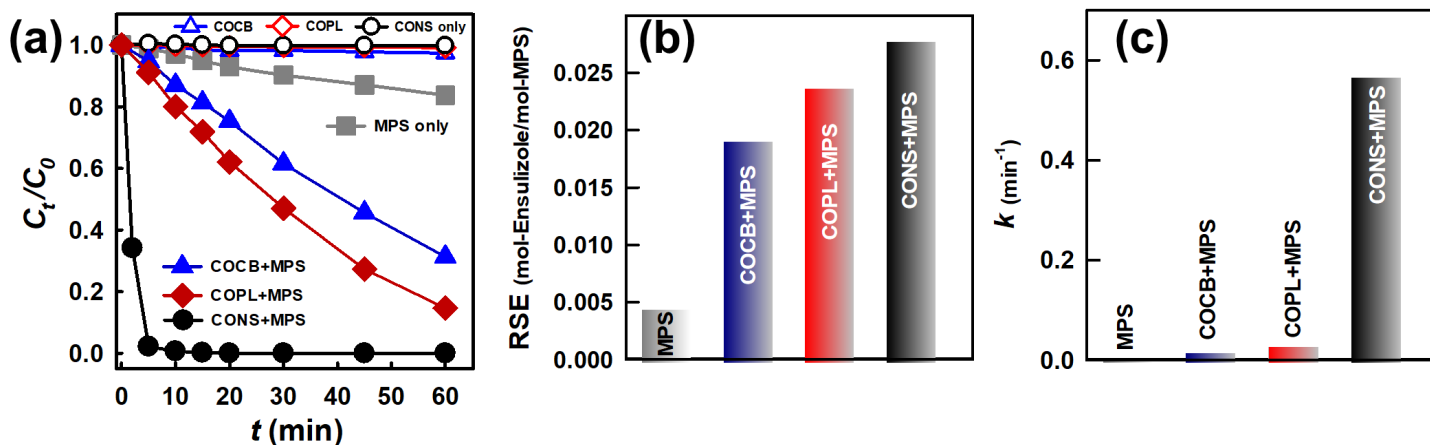 (a)
COCB
COPL
CONS only
MPS only
COCB+MPS
COPL+MPS
CONS+MPS
Ct/C0
1.0
0.8
0.6
0.4
0.2
0.0
0 10 20 30 40 50 60
t (min)
(b)
RSE (mol-Ensulizole/mol-MPS)
0.025
0.020
0.015
0.010
0.005
0.000
MPS
COCB+MPS
COPL+MPS
CONS+MPS
(c)
k (min⁻¹)
0.6
0.4
0.2
0.0
MPS
COCB+MPS
COPL+MPS
CONS+MPS